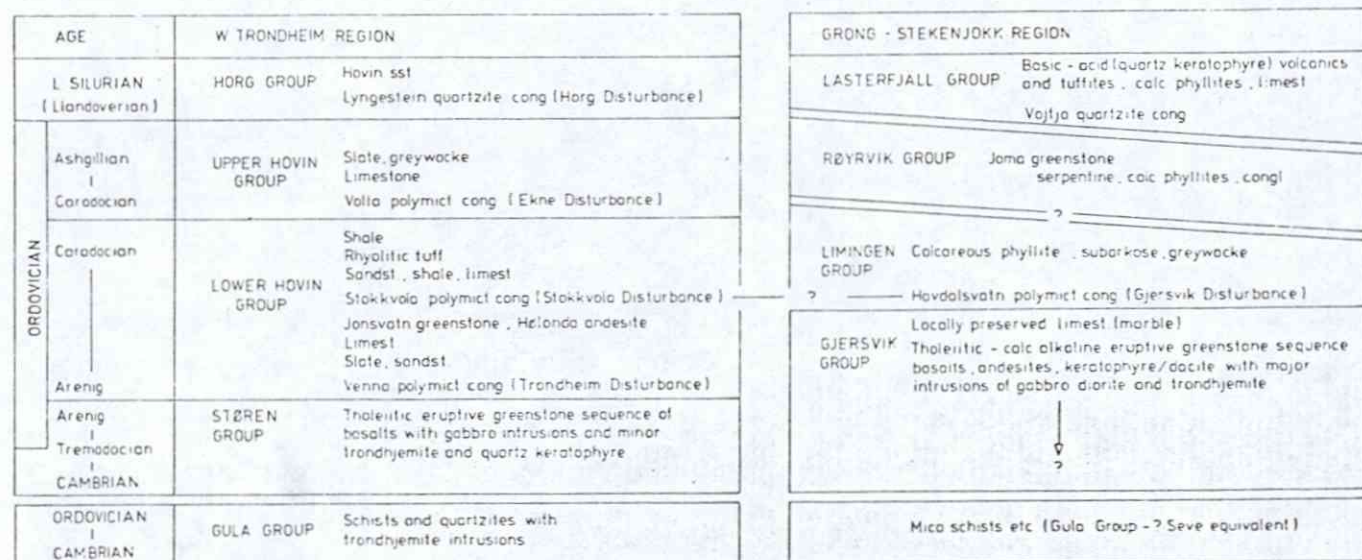 AGE
W TRONDHEIM REGION
L SILURIAN
(Llandoverian)
HORG GROUP
Hovin sst
Lyngestein quartzite cong (Horg Disturbance)
ORDOVICIAN
Ashgillian
Caradocian
UPPER HOVIN
GROUP
Slate, greywacke
Limestone
Volla polymict cong (Ekne Disturbance)
Caradocian
Arenig
LOWER HOVIN
GROUP
Shale
Rhyolitic tuff
Sandst, shale, limest
Stokkvola polymict cong (Stokkvola Disturbance) — ? —
Jonsvatn greenstone, Hølonda andesite
Limest
Slate, sandst
Venna polymict cong (Trondheim Disturbance)
Arenig
Tremadocian
CAMBRIAN
STØREN
GROUP
Tholeiitic eruptive greenstone sequence of
basalts with gabbro intrusions and minor
trondhjemite and quartz keratophyre
ORDOVICIAN
CAMBRIAN
GULA GROUP
Schists and quartzites with
trondhjemite intrusions
GRONG - STEKENJOKK REGION
LASTERFJÄLL GROUP
Basic - acid (quartz keratophyre) volcanics
and tuffites, calc phyllites, limest
Vojtja quartzite cong
RØYRVIK GROUP
Joma greenstone
serpentine, calc phyllites, congl
?
LIMINGEN
GROUP
Calcareous phyllite, subarkose, greywacke
Havdalsvatn polymict cong (Gjersvik Disturbance)
GJERSVIK
GROUP
Locally preserved limest (marble)
Tholeiitic - calc alkaline eruptive greenstone sequence
basalts, andesites, keratophyre/dacite with major
intrusions of gabbro diorite and trondhjemite
?
Mica schists etc (Gula Group - ? Seve equivalent)